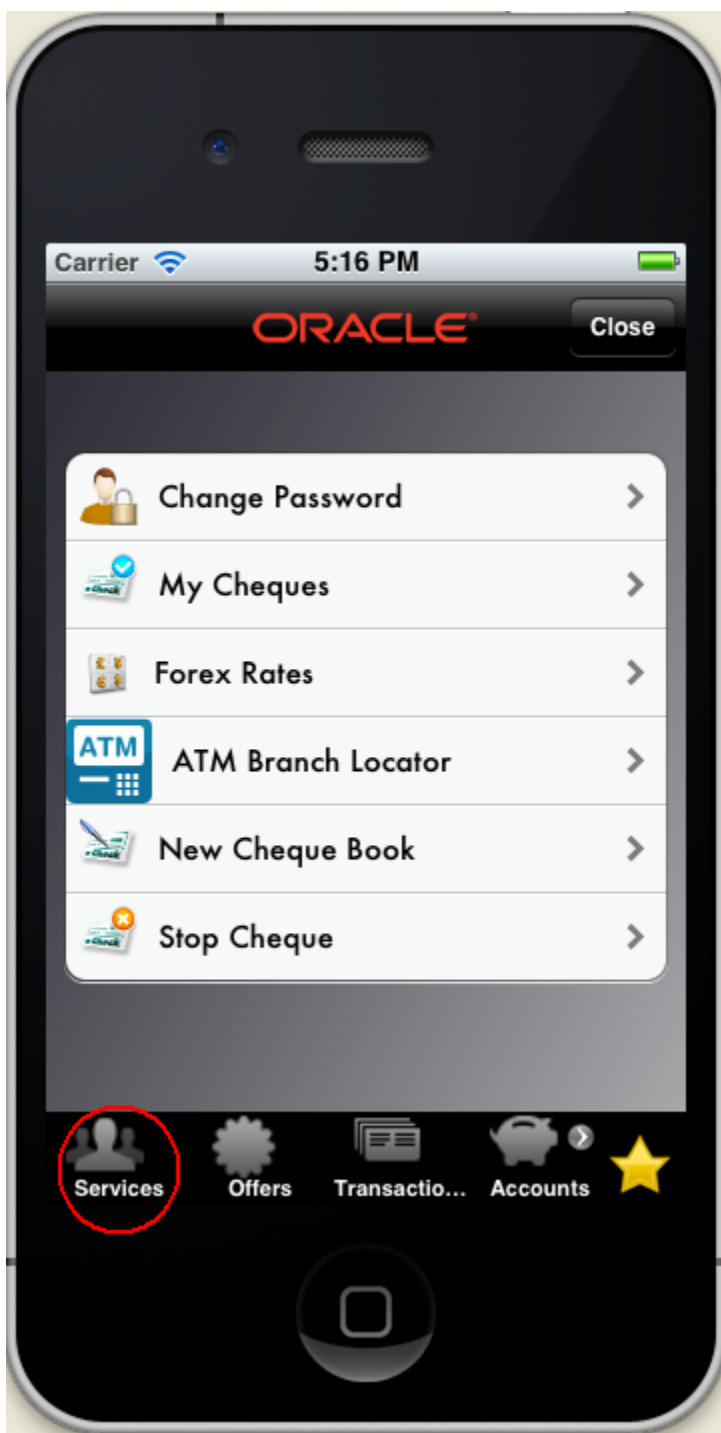 Carrier 5:16 PM
ORACLE® Close
Change Password
My Cheques
Forex Rates
ATM ATM Branch Locator
New Cheque Book
Stop Cheque
Services Offers Transactio... Accounts